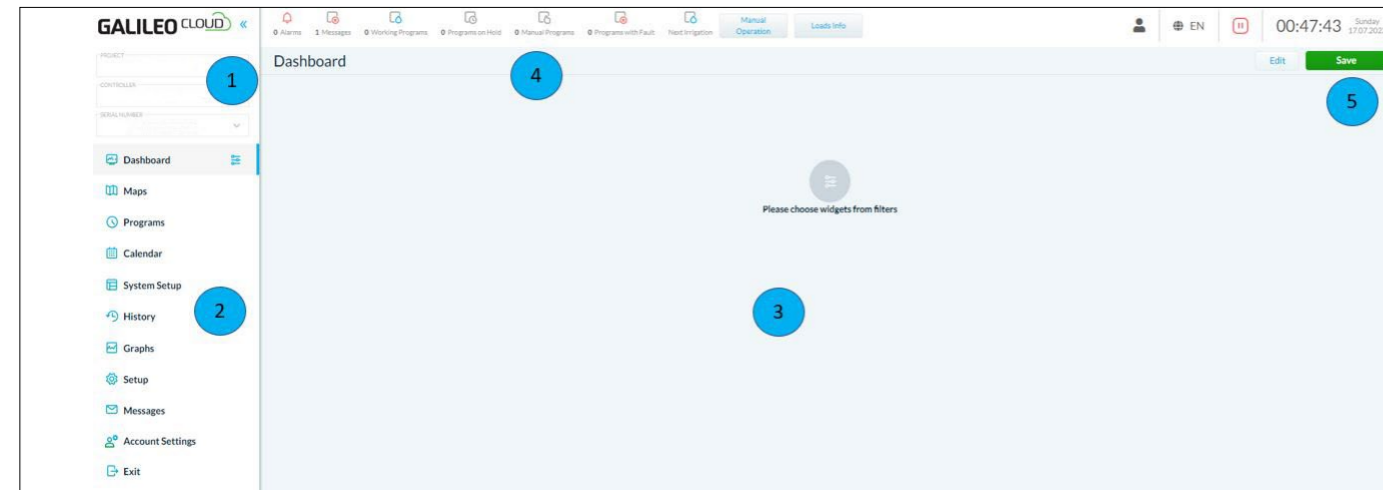 GALILEO CLOUD «
0 Alarms 1 Messages 0 Working Programs 0 Programs on Hold 0 Manual Programs 0 Programs with Fault Next Irrigation Manual Operation Loads Info EN 00:47:43 Sunday
PROJECT
Dashboard Edit Save
1
4
CONTROLLER
5
SERIAL NUMBER
Dashboard
Maps
Please choose widgets from filters
Programs
Calendar
System Setup
History
2
3
Graphs
Setup
Messages
Account Settings
Exit